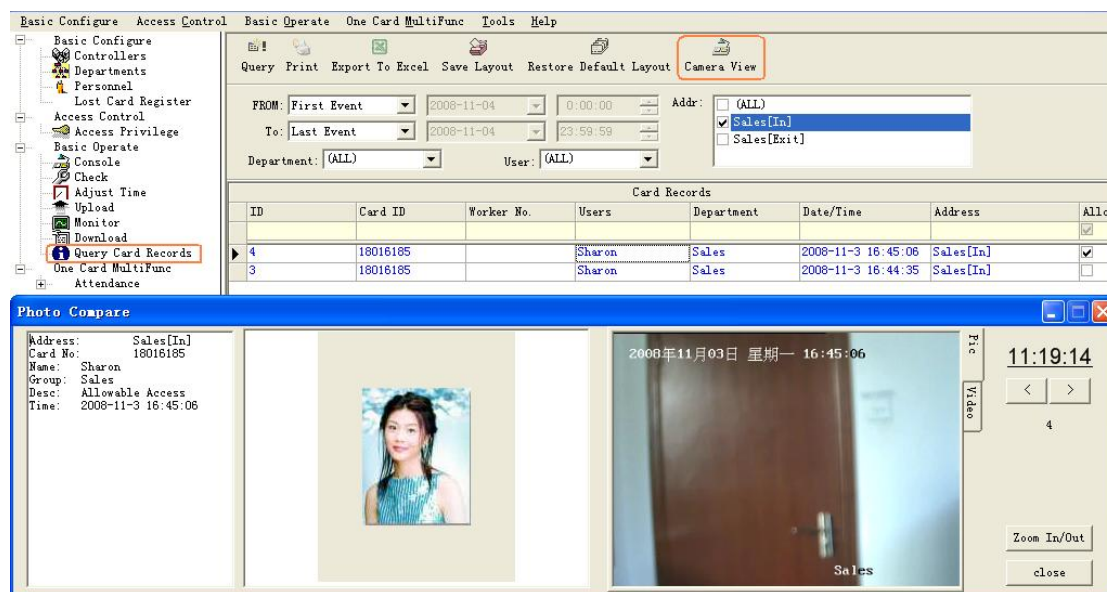 Basic Configure Access Control Basic Operate One Card MultiFunc Tools Help
Basic Configure
Controllers
Departments
Personnel
Lost Card Register
Access Control
Access Privilege
Basic Operate
Console
Check
Adjust Time
Upload
Monitor
Download
Query Card Records
One Card MultiFunc
Attendance
Query Print Export To Excel Save Layout Restore Default Layout Camera View
FROM: First Event 2008-11-04 0:00:00
To: Last Event 2008-11-04 23:59:59
Department: (ALL) User: (ALL)
Addr: (ALL)
Sales[In]
Sales[Exit]
Card Records
ID Card ID Worker No. Users Department Date/Time Address Allo
4 18016185 Sharon Sales 2008-11-3 16:45:06 Sales[In]
3 18016185 Sharon Sales 2008-11-3 16:44:35 Sales[In]
Photo Compare
Address: Sales[In]
Card No: 18016185
Name: Sharon
Group: Sales
Desc: Allowable Access
Time: 2008-11-3 16:45:06
2008年11月03日 星期一 16:45:06
Sales
Pic
Video
11:19:14
< >
4
Zoom In/Out
close